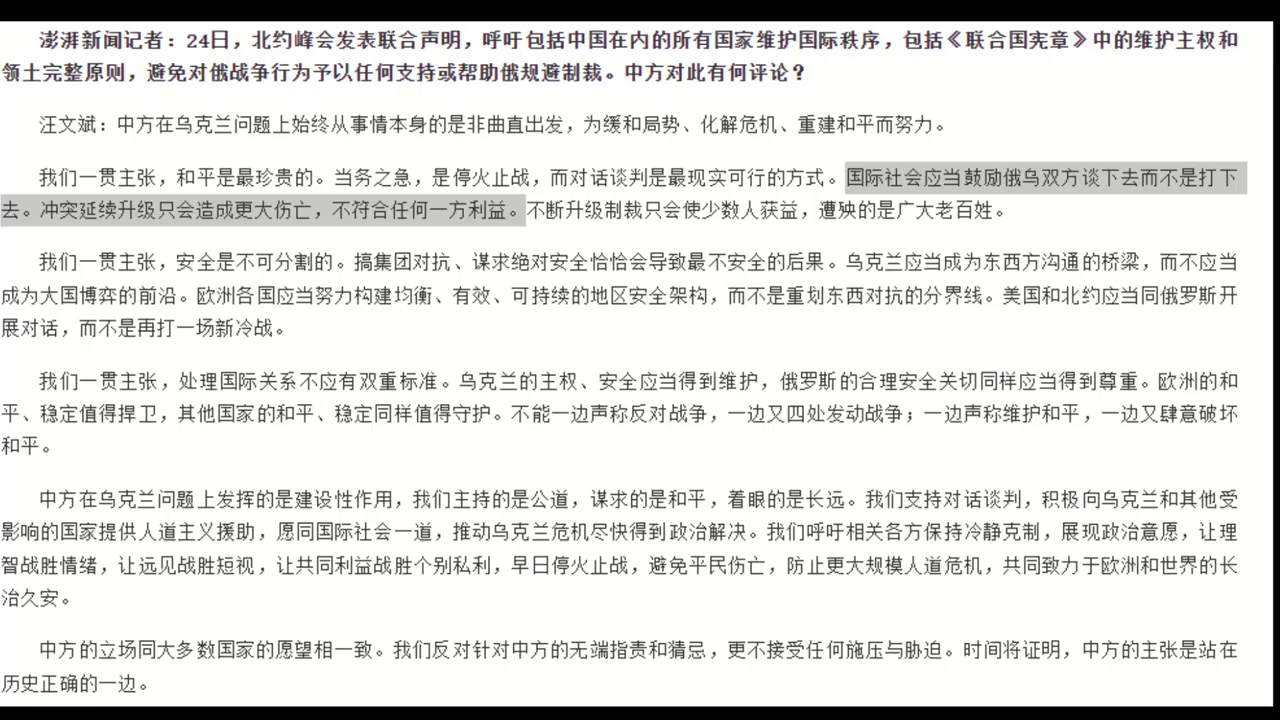 澎湃新闻记者：24日，北约峰会发表联合声明，呼吁包括中国在内的所有国家维护国际秩序，包括《联合国宪章》中的维护主权和
领土完整原则，避免对俄战争行为予以任何支持或帮助俄规避制裁。中方对此有何评论？
汪文斌：中方在乌克兰问题上始终从事情本身的是非曲直出发，为缓和局势、化解危机、重建和平而努力。
我们一贯主张，和平是最珍贵的。当务之急，是停火止战，而对话谈判是最现实可行的方式。国际社会应当鼓励俄乌双方谈下去而不是打下
去。冲突延续升级只会造成更大伤亡，不符合任何一方利益。不断升级制裁只会使少数人获益，遭殃的是广大老百姓。
我们一贯主张，安全是不可分割的。搞集团对抗、谋求绝对安全恰恰会导致最不安全的后果。乌克兰应当成为东西方沟通的桥梁，而不应当
成为大国博弈的前沿。欧洲各国应当努力构建均衡、有效、可持续的地区安全架构，而不是重划东西对抗的分界线。美国和北约应当同俄罗斯开
展对话，而不是再打一场新冷战。
我们一贯主张，处理国际关系不应有双重标准。乌克兰的主权、安全应当得到维护，俄罗斯的合理安全关切同样应当得到尊重。欧洲的和
平、稳定值得捍卫，其他国家的和平、稳定同样值得守护。不能一边声称反对战争，一边又四处发动战争；一边声称维护和平，一边又肆意破坏
和平。
中方在乌克兰问题上发挥的是建设性作用，我们主持的是公道，谋求的是和平，着眼的是长远。我们支持对话谈判，积极向乌克兰和其他受
影响的国家提供人道主义援助，愿同国际社会一道，推动乌克兰危机尽快得到政治解决。我们呼吁相关各方保持冷静克制，展现政治意愿，让理
智战胜情绪，让远见战胜短视，让共同利益战胜个别私利，早日停火止战，避免平民伤亡，防止更大规模人道危机，共同致力于欧洲和世界的长
治久安。
中方的立场同大多数国家的愿望相一致。我们反对针对中方的无端指责和猜忌，更不接受任何施压与胁迫。时间将证明，中方的主张是站在
历史正确的一边。